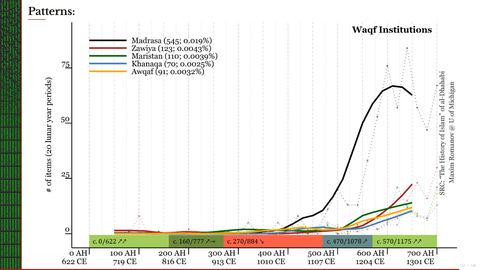 Patterns:
Waqf Institutions
Madrasa (545; 0.019%)
Zawiya (123; 0.0043%)
Maristan (110; 0.0039%)
Khanaqa (70; 0.0025%)
Awqaf (91; 0.0032%)
# of items (20 lunar year periods)
75
50
25
0
c. 0/622 ↗↗
c. 160/777 ↗→
c. 270/884 ↘
c. 470/1078 ↗
c. 570/1175 ↗↗
0 AH 100 AH 200 AH 300 AH 400 AH 500 AH 600 AH 700 AH
622 CE 719 CE 816 CE 913 CE 1010 CE 1107 CE 1204 CE 1301 CE
SRC: "The History of Islam" of al-Dhahabi
Maxim Romanov @ U of Michigan